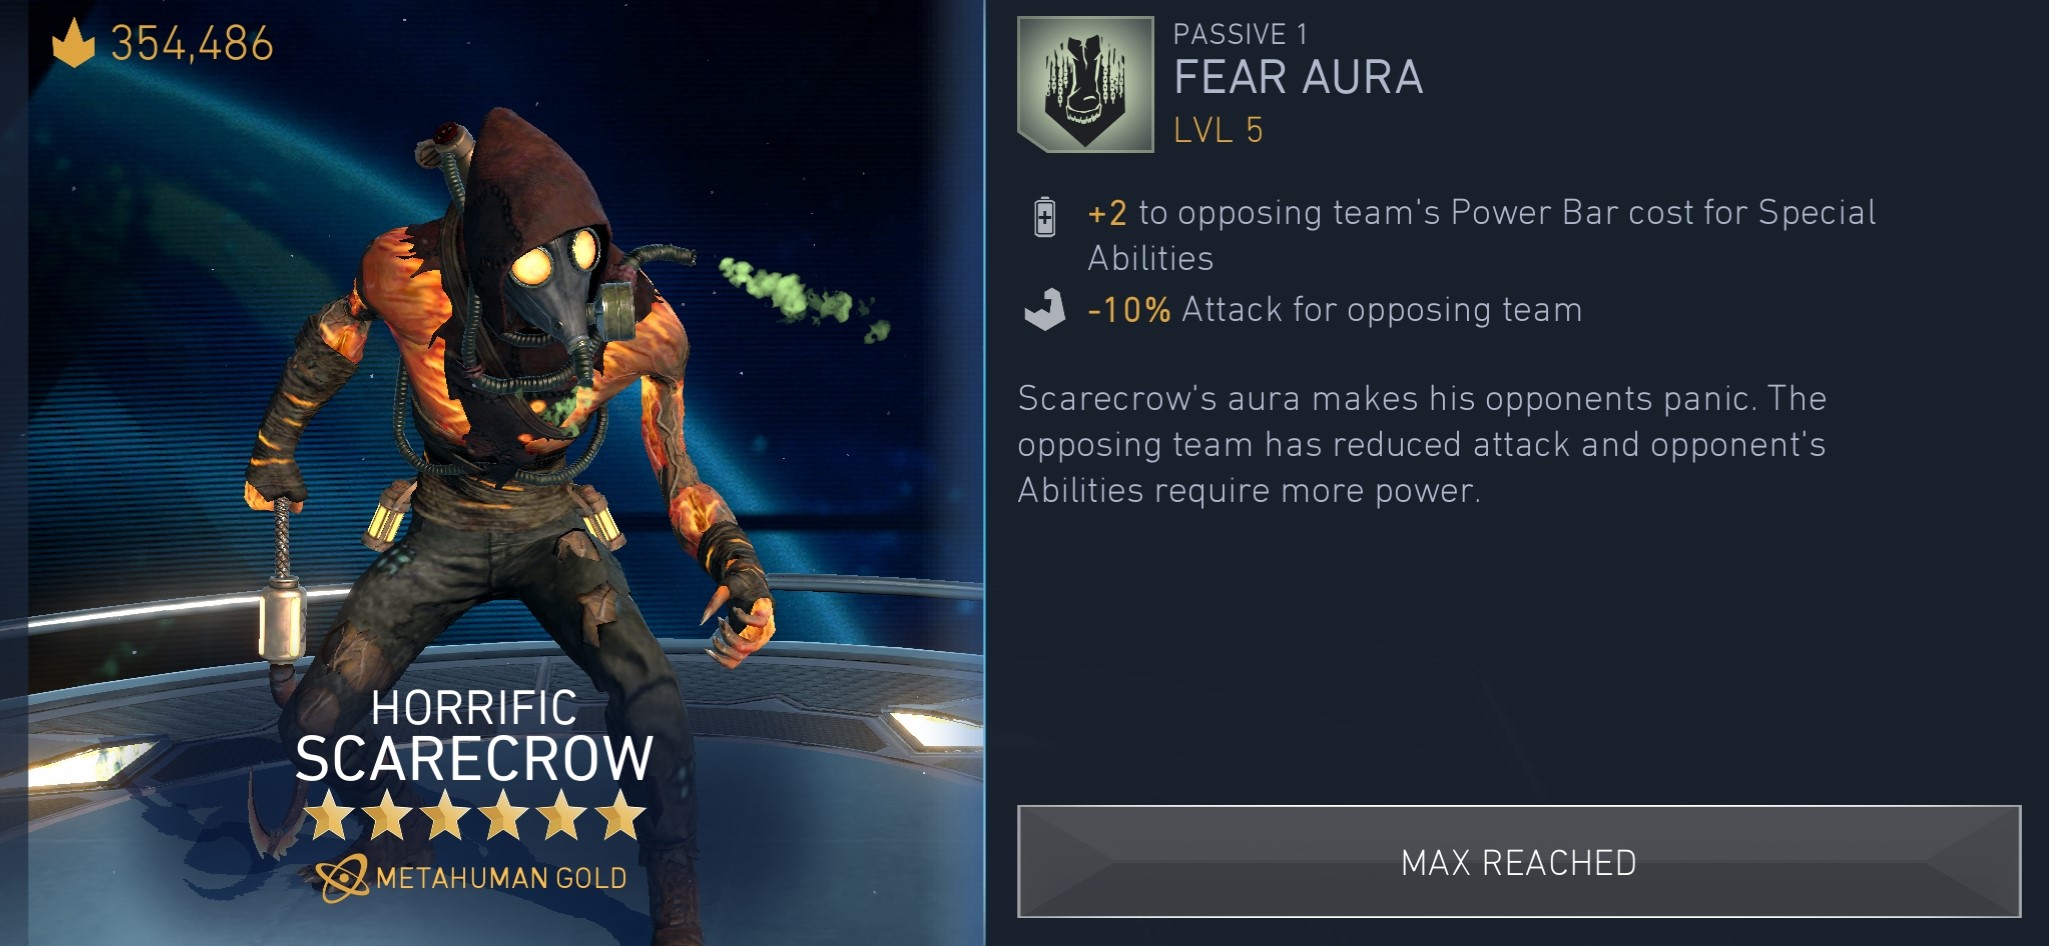 354,486
HORRIFIC
SCARECROW
METAHUMAN GOLD
PASSIVE 1
FEAR AURA
LVL 5
+2 to opposing team's Power Bar cost for Special
Abilities
-10% Attack for opposing team
Scarecrow's aura makes his opponents panic. The
opposing team has reduced attack and opponent's
Abilities require more power.
MAX REACHED